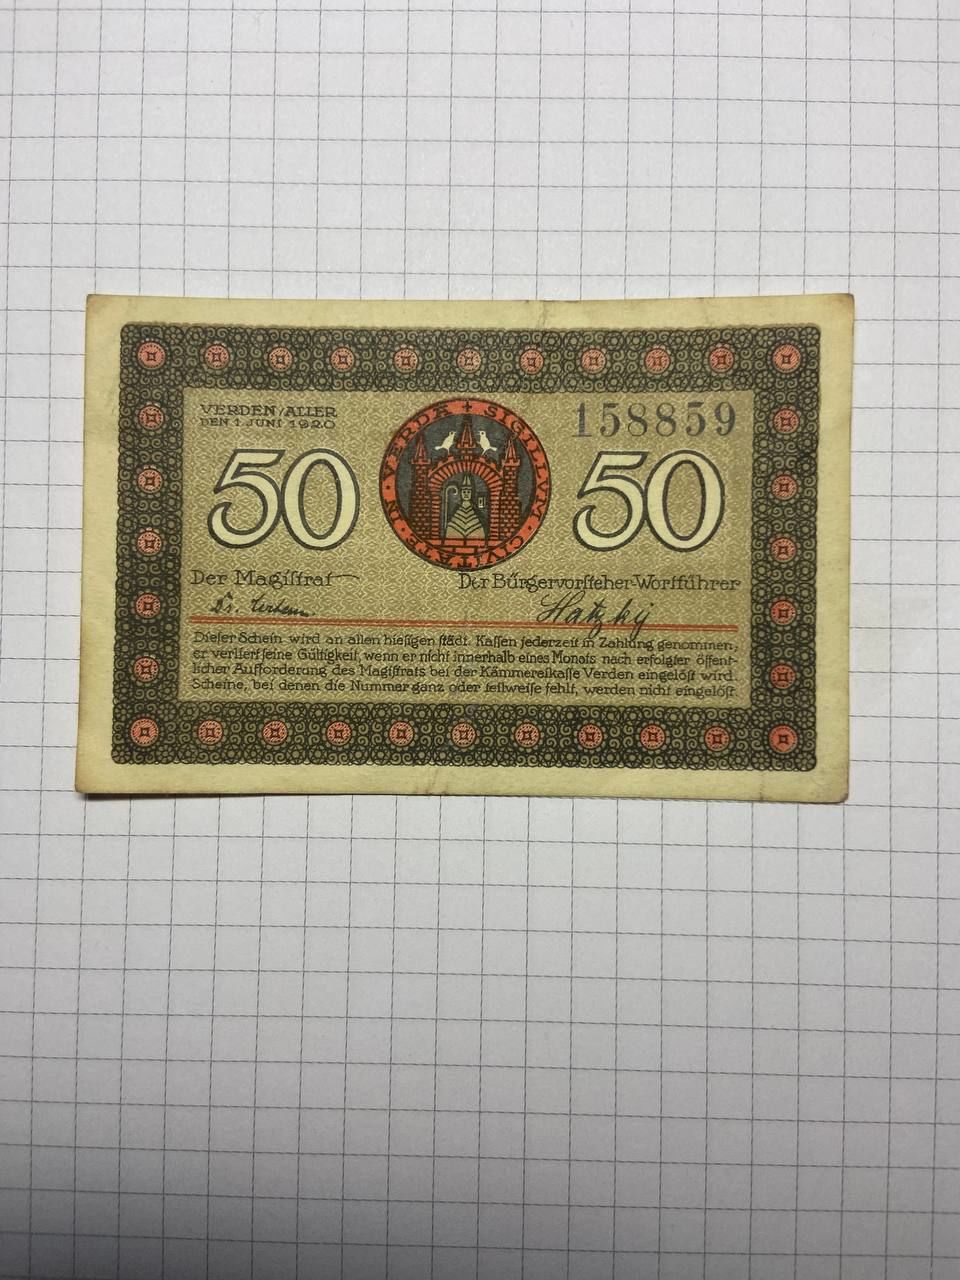 VERDEN/ALLER
DEN 1. JUNI 1920
158859
50
SIGILLVM · CIVITATE · D · VERDA
50
Der Magiſtrat
Der Bürgervorſteher-Wortführer
Dr.
Hatzky
Dieſer Schein wird an allen hieſigen ſtädt. Kaſſen jederzeit in Zahlung genommen,
er verliert ſeine Gültigkeit, wenn er nicht innerhalb eines Monats nach erfolgter öffent-
licher Aufforderung des Magiſtrats bei der Kämmereikaſſe Verden eingelöſt wird.
Scheine, bei denen die Nummer ganz oder teilweiſe fehlt, werden nicht eingelöſt.